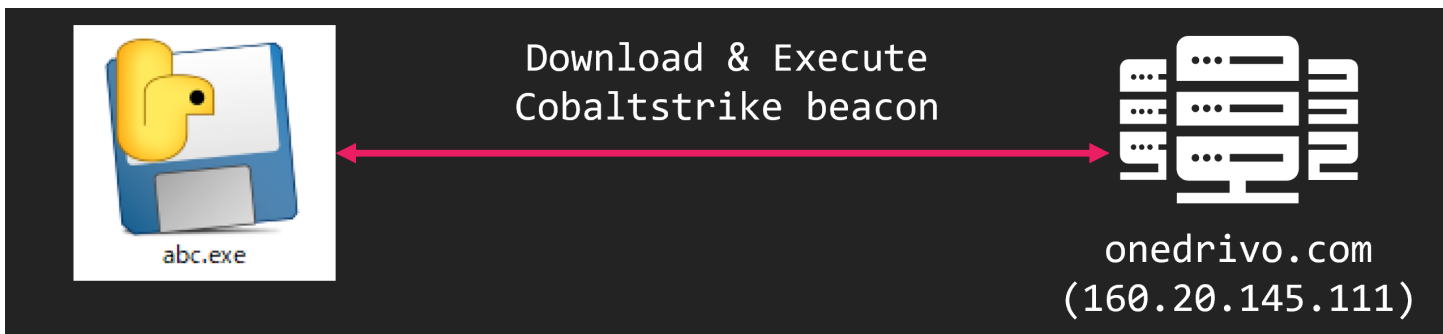 Download & Execute
Cobaltstrike beacon
abc.exe
onedrivo.com
(160.20.145.111)